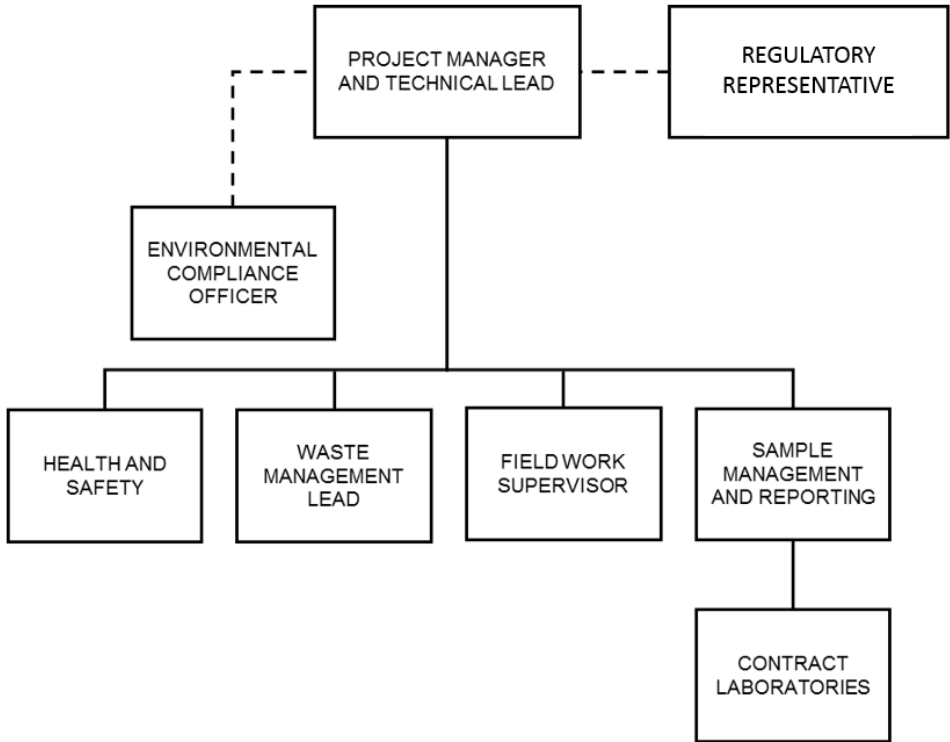 PROJECT MANAGER
AND TECHNICAL LEAD
REGULATORY
REPRESENTATIVE
ENVIRONMENTAL
COMPLIANCE
OFFICER
HEALTH AND
SAFETY
WASTE
MANAGEMENT
LEAD
FIELD WORK
SUPERVISOR
SAMPLE
MANAGEMENT
AND REPORTING
CONTRACT
LABORATORIES